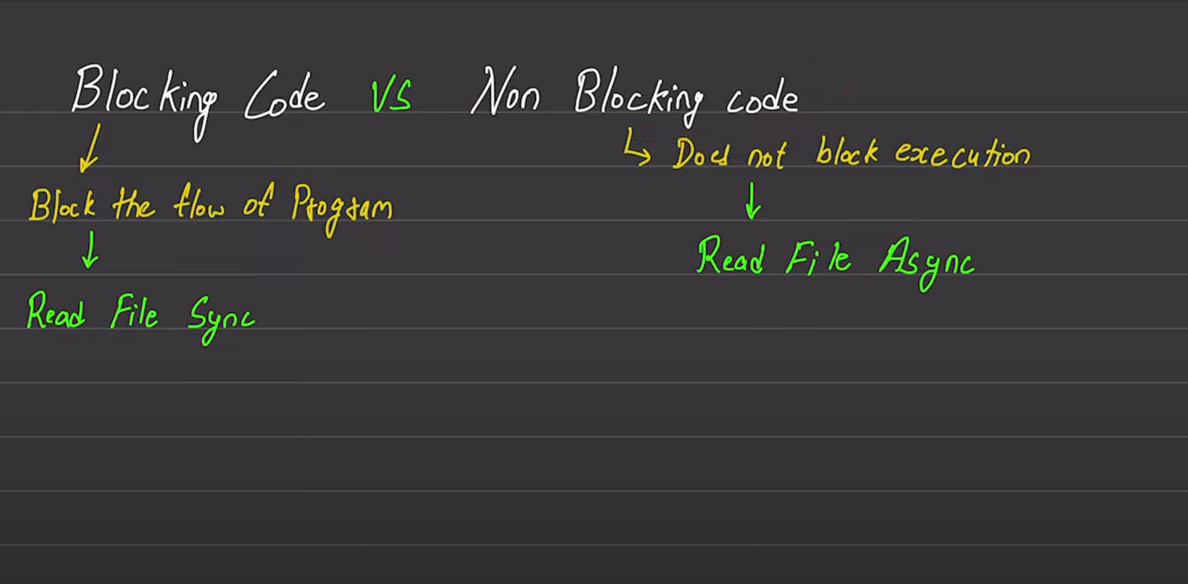 Blocking Code VS Non Blocking code
↳ Does not block execution
↓
Block the flow of Program
↓
Read File Async
↓
Read File Sync